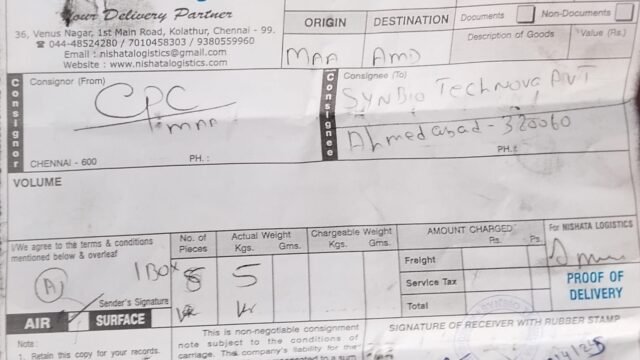 Your Delivery Partner
36, Venus Nagar, 1st Main Road, Kolathur, Chennai - 99.
☎ 044-48524280 / 7010458303 / 9380559960
Email : nishatalogistics@gmail.com
Website : www.nishatalogistics.com
ORIGIN DESTINATION
MAA AMD
Documents Non-Documents
Description of Goods Value (Rs.)
Consignor
Consignor (From)
CPC
MAA
CHENNAI - 600 PH. :
Consignee
Consignee (To)
SYNBIO TECHNOVA PVT
Ahmedabad - 320060
PH.:
VOLUME
I/We agree to the terms & conditions
mentioned below & overleaf
No. of
Pieces
Actual Weight
Kgs. Gms.
Chargeable Weight
Kgs. Gms.
AMOUNT CHARGED
Rs. Ps.
For NISHATA LOGISTICS
1 BOX 5
A
Sender's Signature
Freight
Service Tax
Total
PROOF OF
DELIVERY
AIR SURFACE
Note :
1. Retain this copy for your records.
This is non-negotiable consignment
note subject to the conditions of
carriage. The company's liability for the
SIGNATURE OF RECEIVER WITH RUBBER STAMP